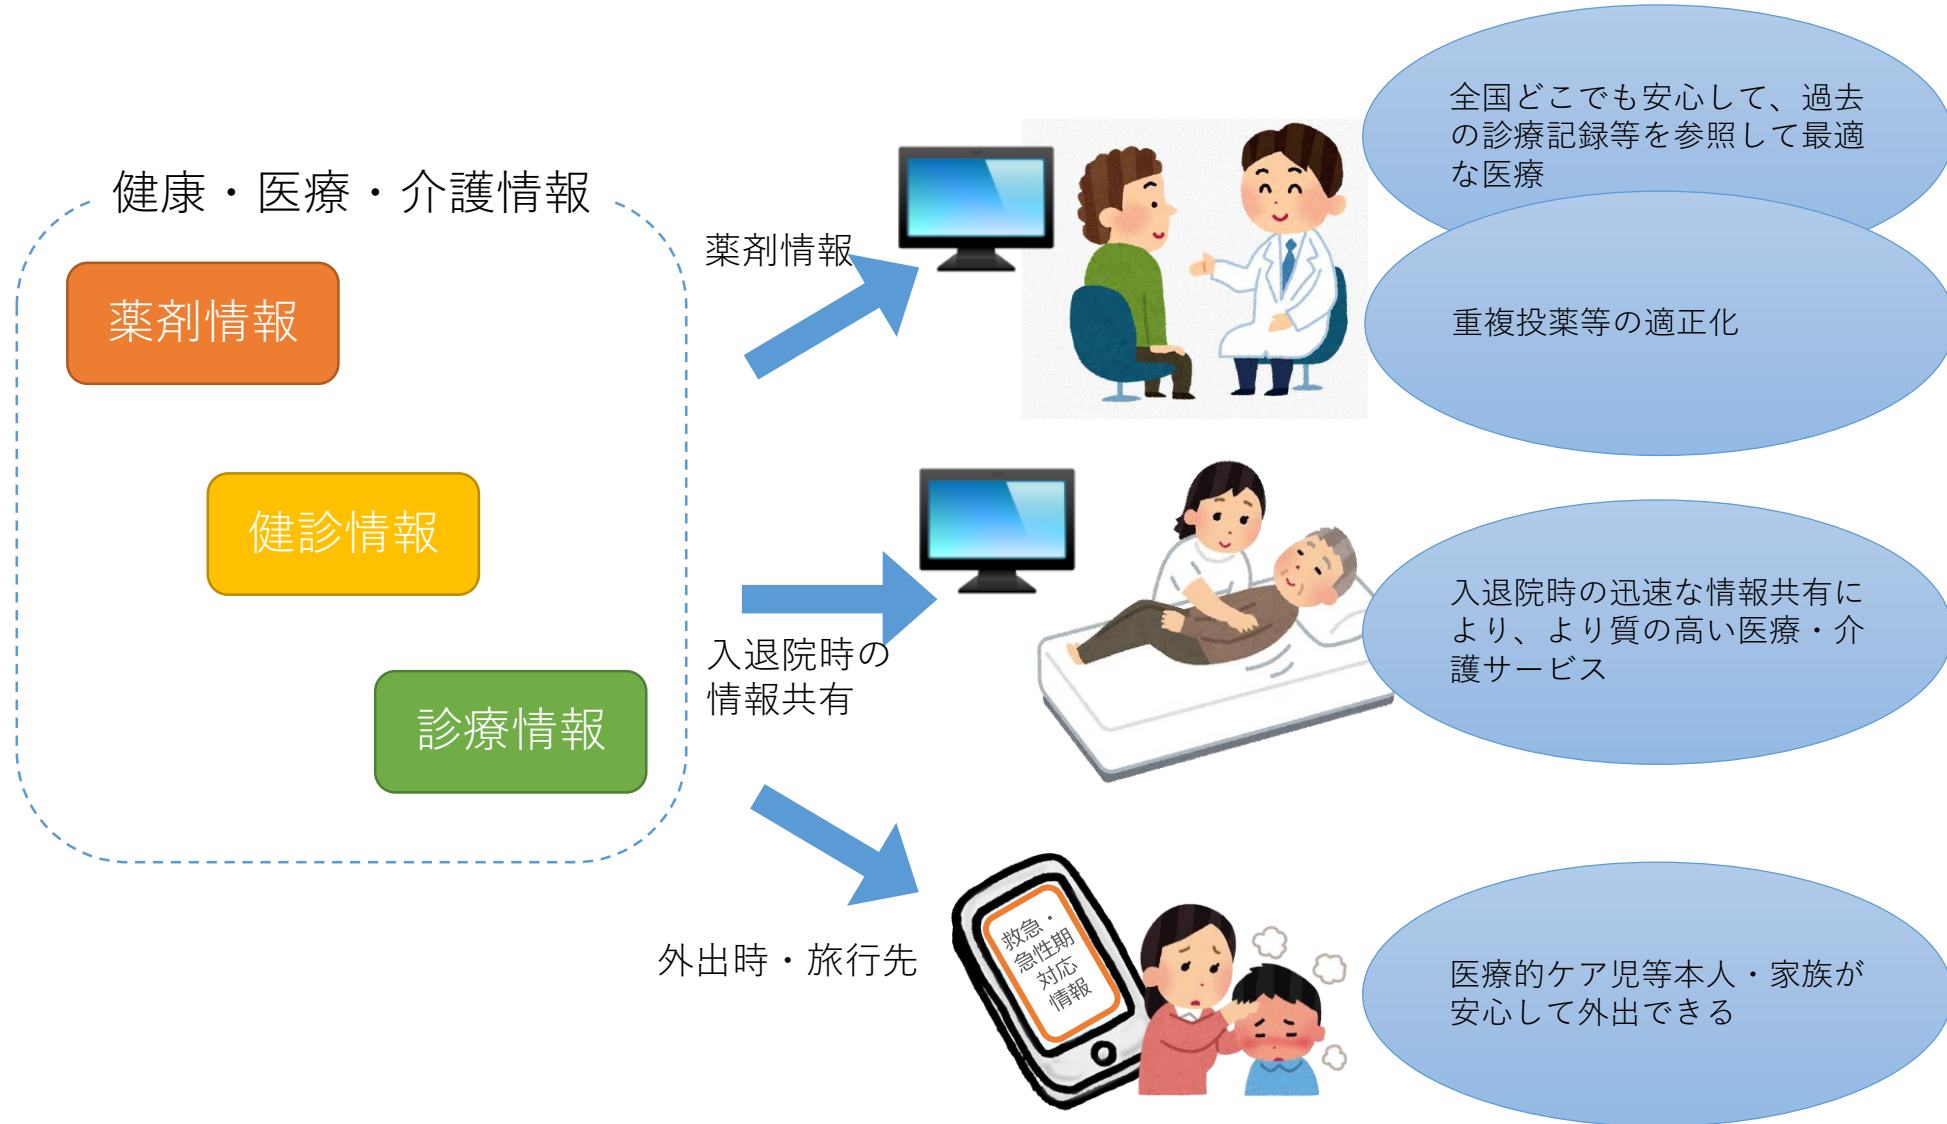 健康・医療・介護情報
薬剤情報
健診情報
診療情報
薬剤情報
入退院時の
情報共有
外出時・旅行先
救急・
急性期
対応
情報
全国どこでも安心して、過去
の診療記録等を参照して最適
な医療
重複投薬等の適正化
入退院時の迅速な情報共有に
より、より質の高い医療・介
護サービス
医療的ケア児等本人・家族が
安心して外出できる